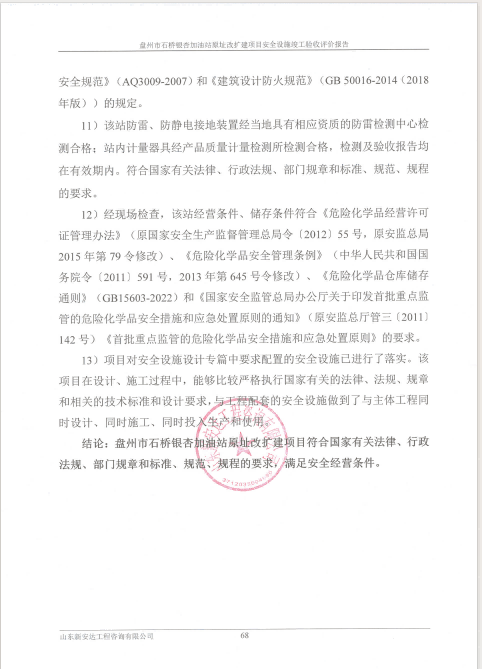 盘州市石桥银杏加油站原址改扩建项目安全设施竣工验收评价报告
安全规范》（AQ3009-2007）和《建筑设计防火规范》（GB 50016-2014（2018
年版））的规定。
11）该站防雷、防静电接地装置经当地具有相应资质的防雷检测中心检
测合格；站内计量器具经产品质量计量检测所检测合格，检测及验收报告均
在有效期内。符合国家有关法律、行政法规、部门规章和标准、规范、规程
的要求。
12）经现场检查，该站经营条件、储存条件符合《危险化学品经营许可
证管理办法》（原国家安全生产监督管理总局令〔2012〕55 号，原安监总局
2015 年第 79 令修改）、《危险化学品安全管理条例》（中华人民共和国国
务院令〔2011〕591 号，2013 年第 645 号令修改）、《危险化学品仓库储存
通则》（GB15603-2022）和《国家安全监管总局办公厅关于印发首批重点监
管的危险化学品安全措施和应急处置原则的通知》（原安监总厅管三〔2011〕
142 号）《首批重点监管的危险化学品安全措施和应急处置原则》的要求。
13）项目对安全设施设计专篇中要求配置的安全设施已进行了落实。该
项目在设计、施工过程中，能够比较严格执行国家有关的法律、法规、规章
和相关的技术标准和设计要求，与工程配套的安全设施做到了与主体工程同
时设计、同时施工、同时投入生产和使用。
结论：盘州市石桥银杏加油站原址改扩建项目符合国家有关法律、行政
法规、部门规章和标准、规范、规程的要求，满足安全经营条件。
山东新安达工程咨询有限公司
68